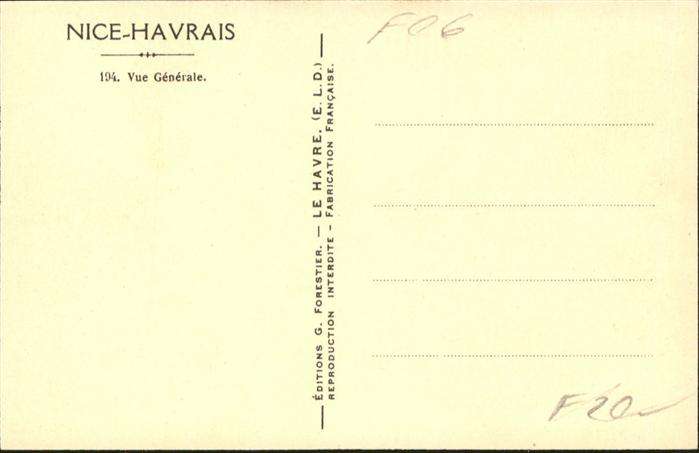 NICE-HAVRAIS
194. Vue Générale.
ÉDITIONS G. FORESTIER. — LE HAVRE. (E. L. D.)
REPRODUCTION INTERDITE - FABRICATION FRANÇAISE.
F06
F20